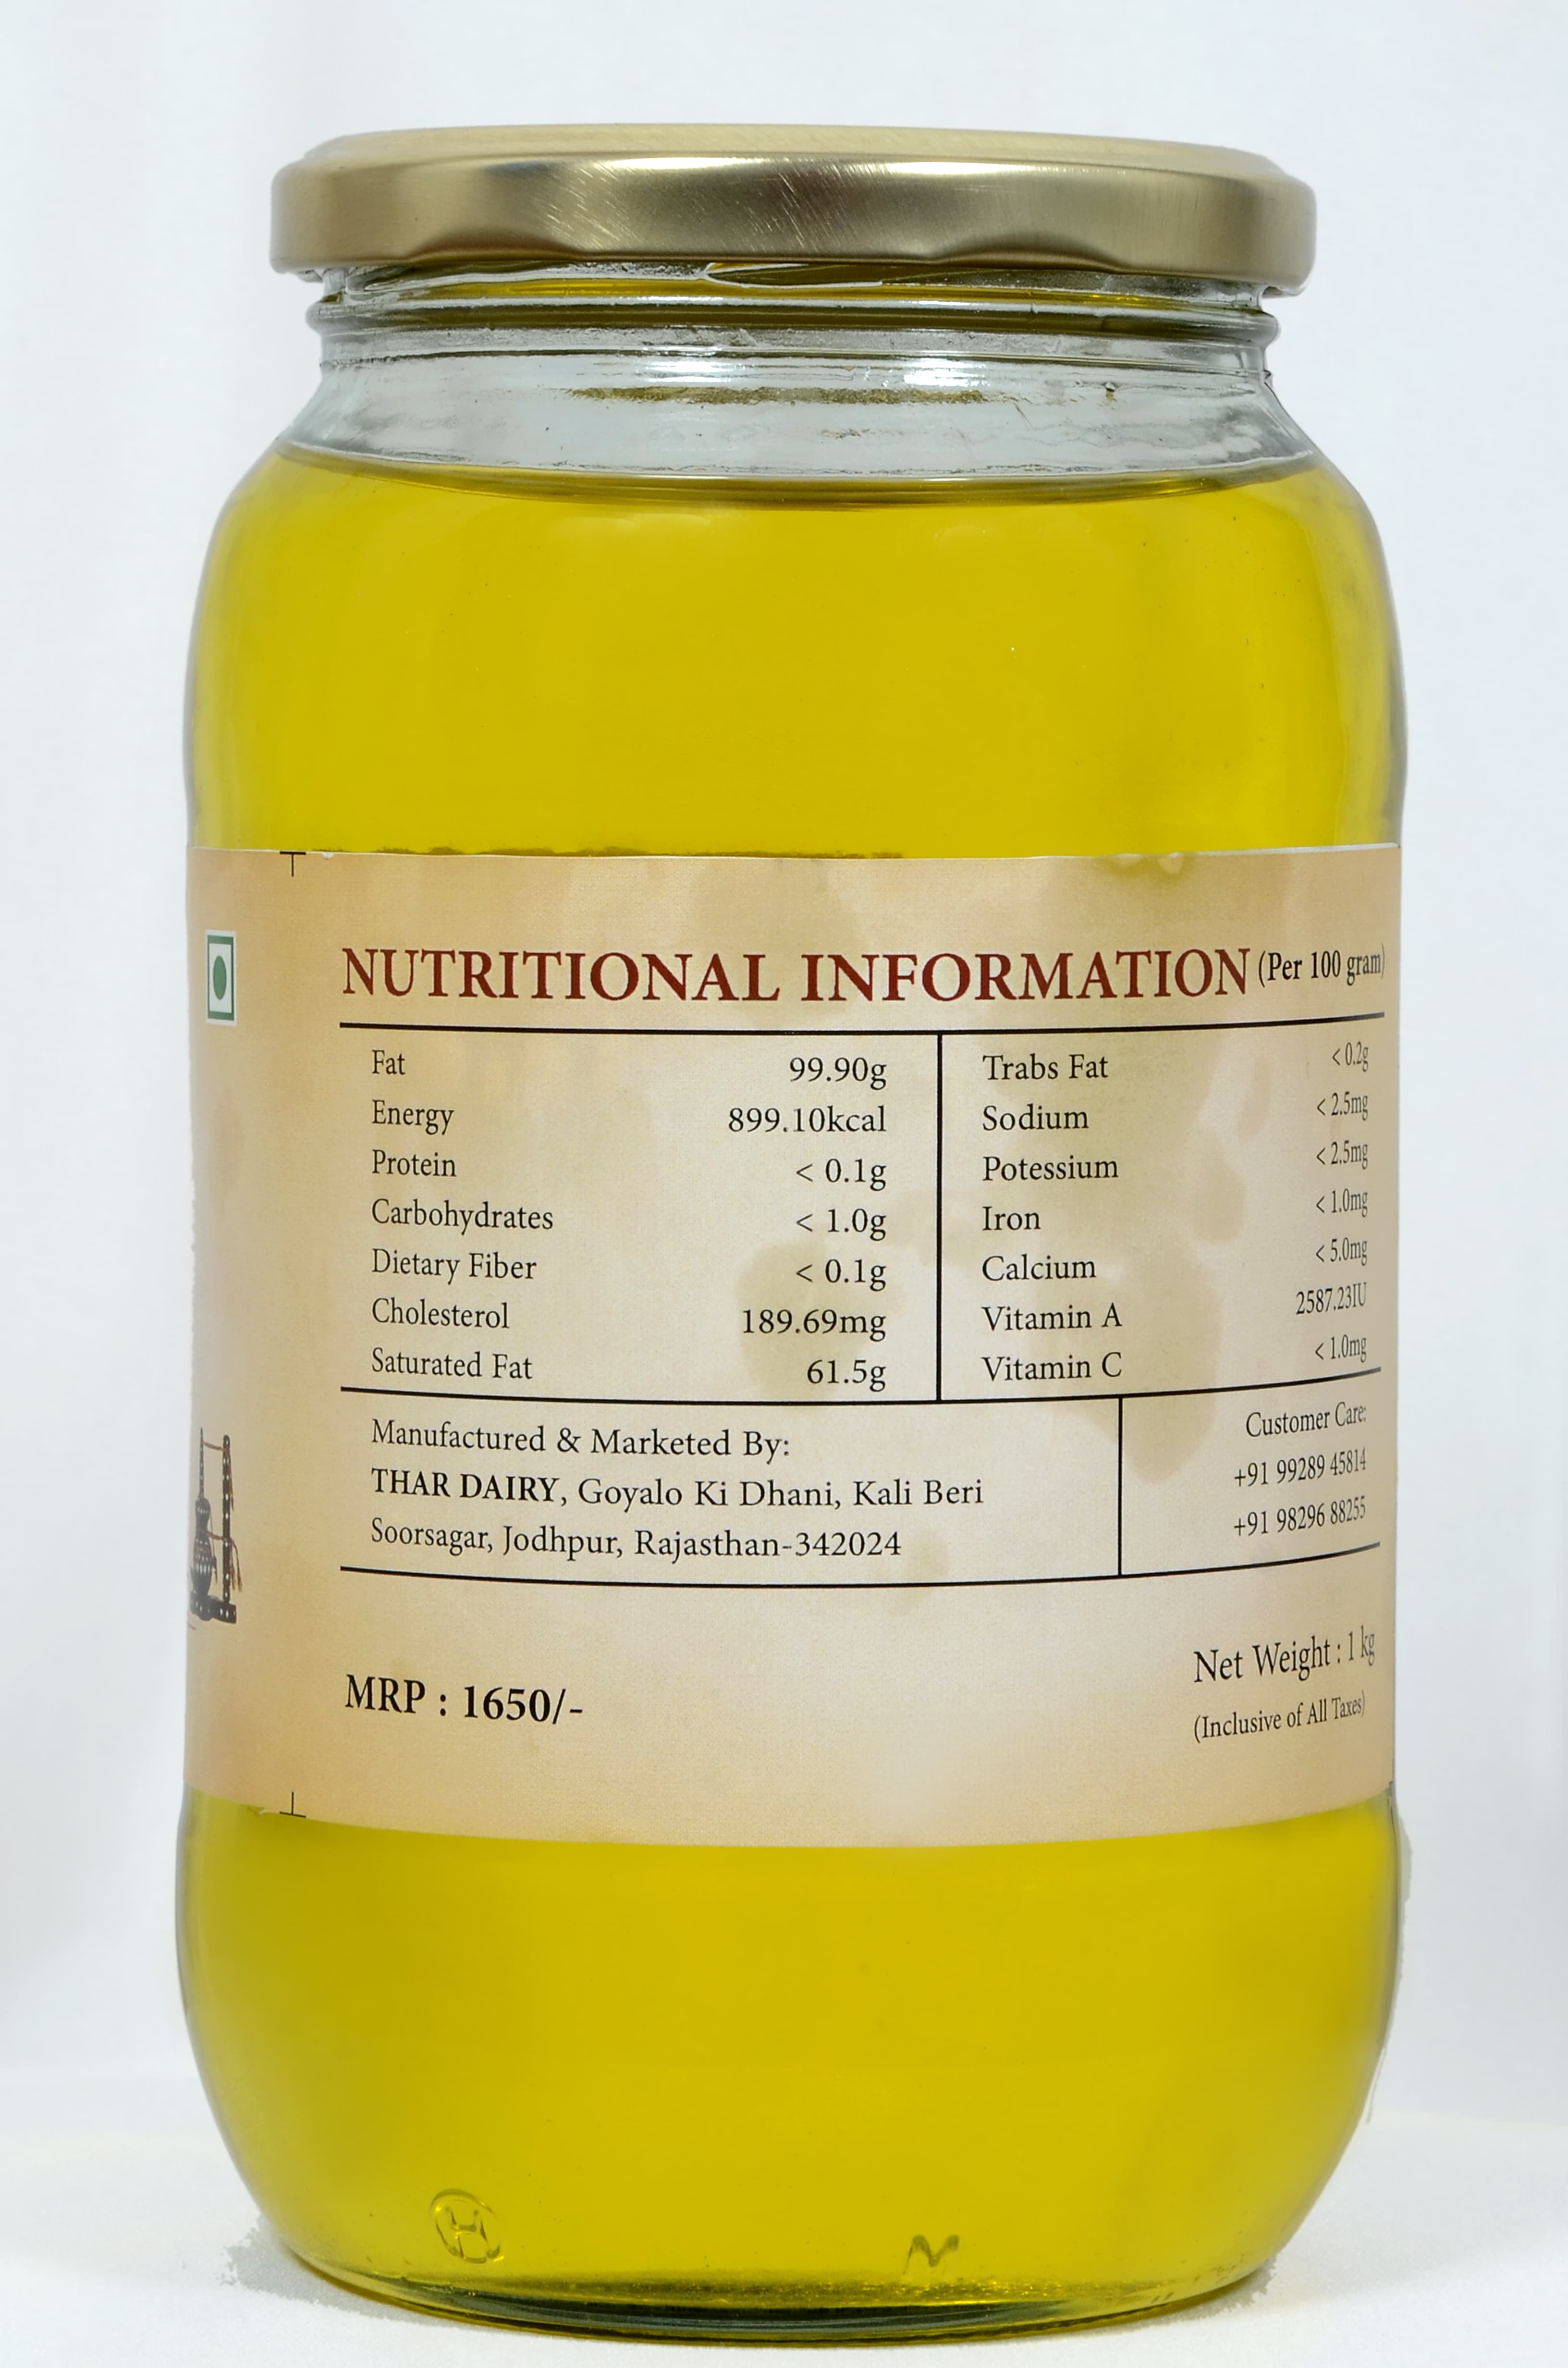 NUTRITIONAL INFORMATION (Per 100 gram)
Fat 99.90g
Energy 899.10kcal
Protein < 0.1g
Carbohydrates < 1.0g
Dietary Fiber < 0.1g
Cholesterol 189.69mg
Saturated Fat 61.5g
Trabs Fat < 0.2g
Sodium < 2.5mg
Potessium < 2.5mg
Iron < 1.0mg
Calcium < 5.0mg
Vitamin A 2587.23IU
Vitamin C < 1.0mg
Manufactured & Marketed By:
THAR DAIRY, Goyalo Ki Dhani, Kali Beri
Soorsagar, Jodhpur, Rajasthan-342024
Customer Care:
+91 99289 45814
+91 98296 88255
MRP : 1650/-
Net Weight : 1 kg
(Inclusive of All Taxes)
H
N